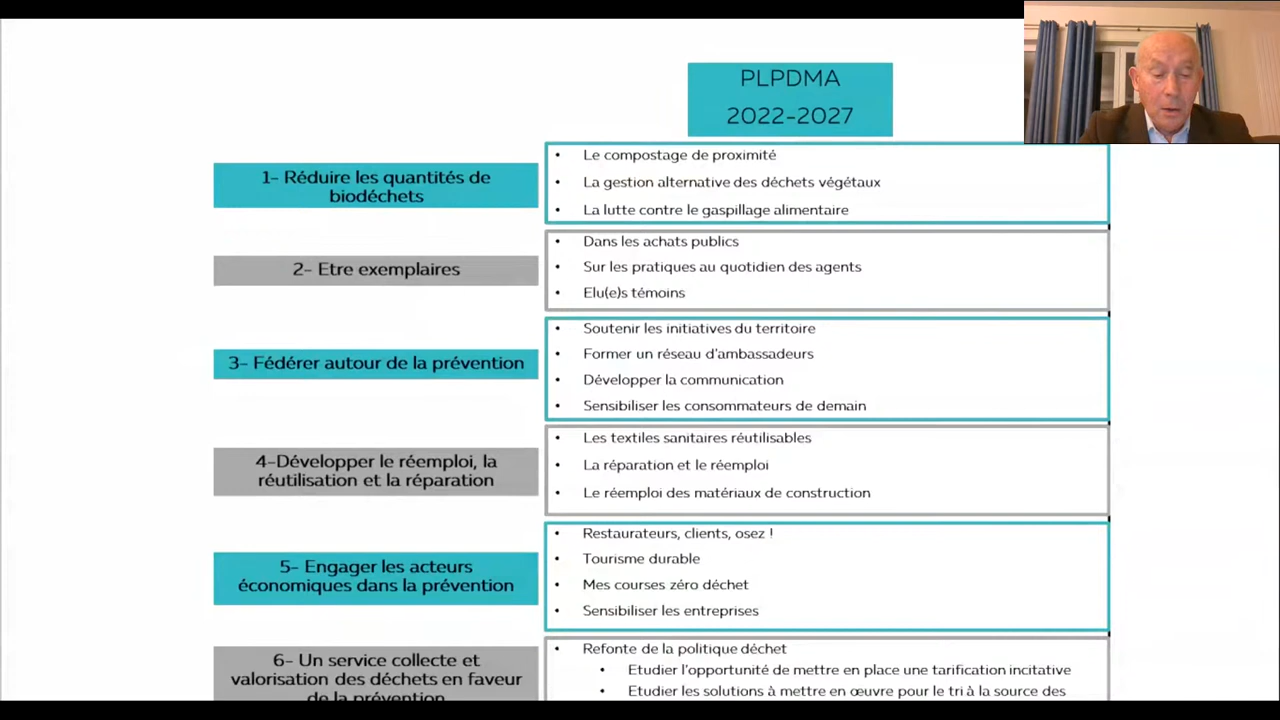 PLPDMA
2022-2027
1- Réduire les quantités de
biodéchets
• Le compostage de proximité
• La gestion alternative des déchets végétaux
• La lutte contre le gaspillage alimentaire
2- Etre exemplaires
• Dans les achats publics
• Sur les pratiques au quotidien des agents
• Elu(e)s témoins
3- Fédérer autour de la prévention
• Soutenir les initiatives du territoire
• Former un réseau d'ambassadeurs
• Développer la communication
• Sensibiliser les consommateurs de demain
4-Développer le réemploi, la
réutilisation et la réparation
• Les textiles sanitaires réutilisables
• La réparation et le réemploi
• Le réemploi des matériaux de construction
5- Engager les acteurs
économiques dans la prévention
• Restaurateurs, clients, osez !
• Tourisme durable
• Mes courses zéro déchet
• Sensibiliser les entreprises
6- Un service collecte et
valorisation des déchets en faveur
de la prévention
• Refonte de la politique déchet
• Etudier l'opportunité de mettre en place une tarification incitative
• Etudier les solutions à mettre en œuvre pour le tri à la source des